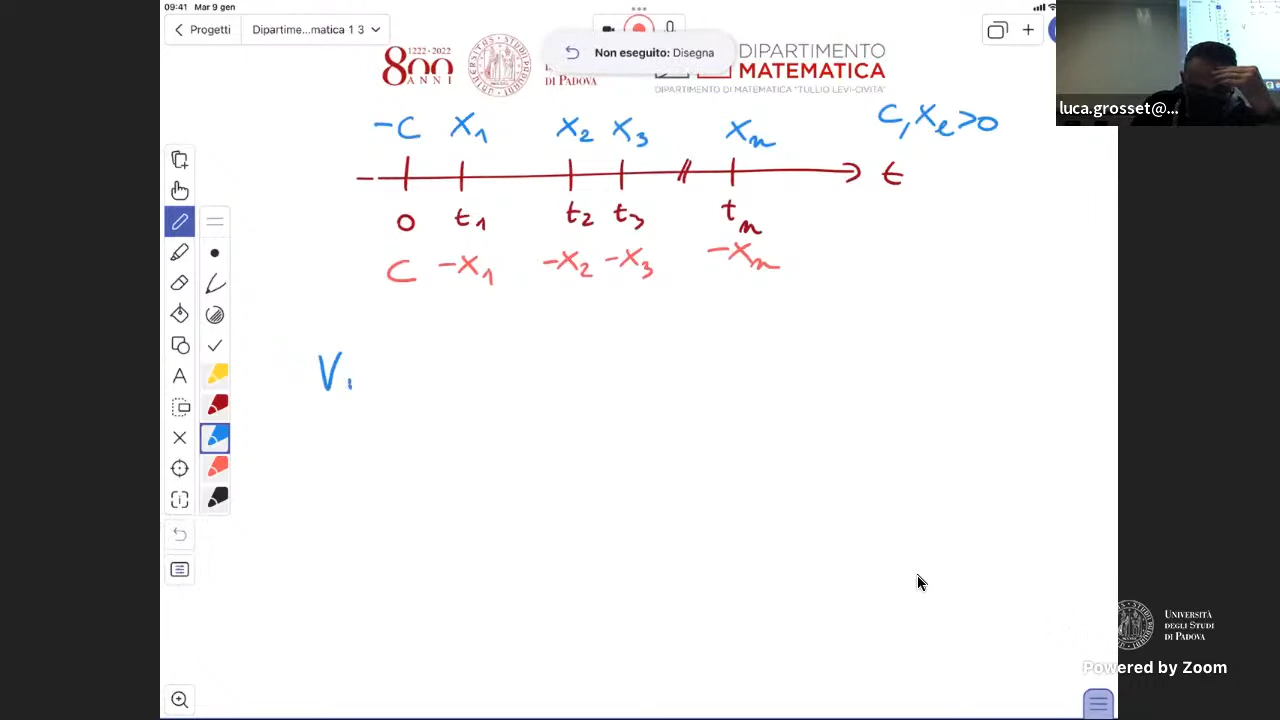 09:41 Mar 9 gen
Progetti
Dipartime...matica 1 3
Non eseguito: Disegna
1222·2022
800
ANNI
DI PADOVA
DIPARTIMENTO
MATEMATICA
DIPARTIMENTO DI MATEMATICA "TULLIO LEVI-CIVITA"
luca.grosset@...
-C X1 X2 X3 Xn
C, Xe>0
t
0 t1 t2 t3 tn
C -X1 -X2 -X3 -Xn
V
A
UNIVERSITÀ
DEGLI STUDI
DI PADOVA
Powered by Zoom